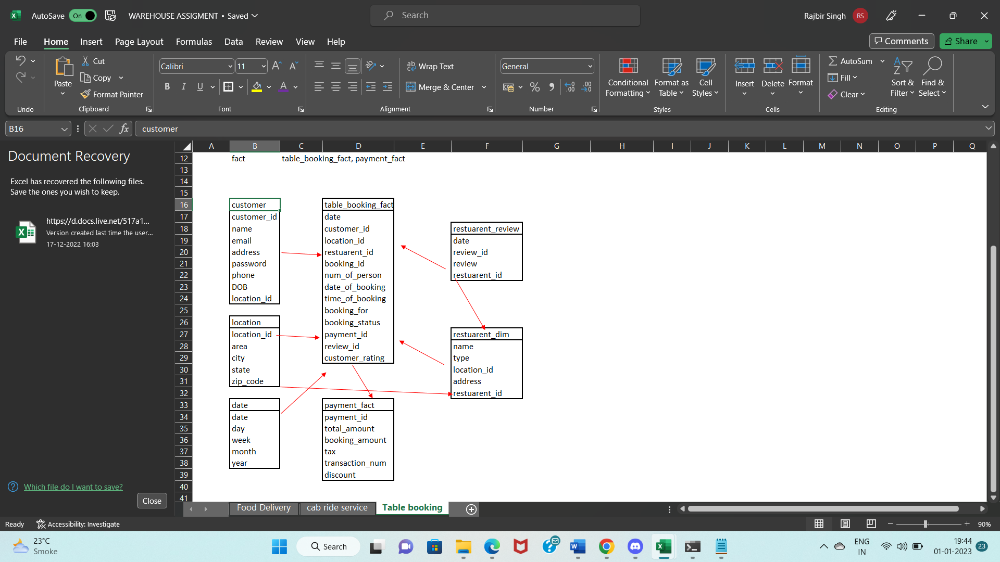 AutoSave On WAREHOUSE ASSIGMENT • Saved Search Rajbir Singh RS
File Home Insert Page Layout Formulas Data Review View Help Comments Share
Paste Cut Copy Format Painter
Calibri 11
B I U A
Wrap Text
Merge & Center
General
Conditional Formatting Format as Table Cell Styles
Insert Delete Format
AutoSum Fill Clear
Sort & Filter Find & Select
Undo Clipboard Font Alignment Number Styles Cells Editing
B16 fx customer
Document Recovery
Excel has recovered the following files.
Save the ones you wish to keep.
https://d.docs.live.net/517a1...
Version created last time the user...
17-12-2022 16:03
Which file do I want to save?
Close
A B C D E F G H I J K L M N O P Q
12 fact table_booking_fact, payment_fact
13
14
15
16 customer table_booking_fact
17 customer_id date
18 name customer_id restuarent_review
19 email location_id date
20 address restuarent_id review_id
21 password booking_id review
22 phone num_of_person restuarent_id
23 DOB date_of_booking
24 location_id time_of_booking
25 booking_for
26 location booking_status
27 location_id payment_id restuarent_dim
28 area review_id name
29 city customer_rating type
30 state location_id
31 zip_code address
32 restuarent_id
33 date payment_fact
34 date payment_id
35 day total_amount
36 week booking_amount
37 month tax
38 year transaction_num
39 discount
40
41
Food Delivery cab ride service Table booking
Ready Accessibility: Investigate 90%
23°C
Smoke
Search
ENG
IN
19:44
01-01-2023
23